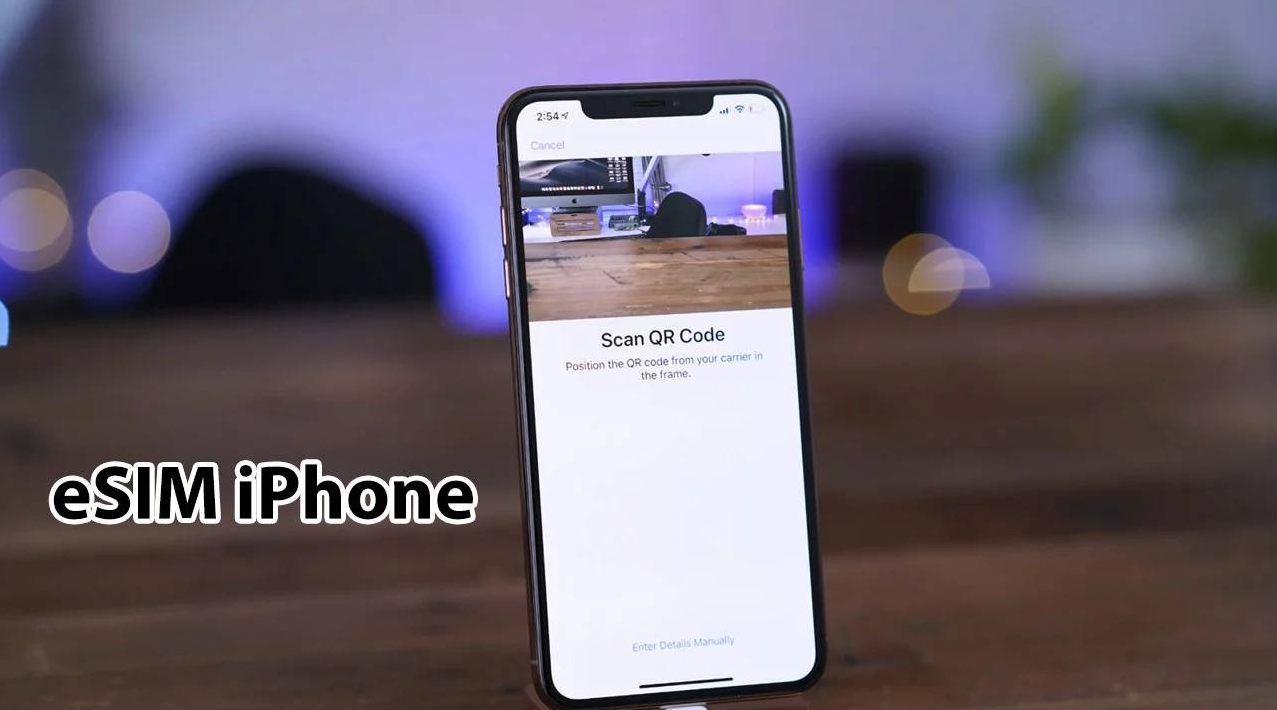 2:54
Cancel
Scan QR Code
Position the QR code from your carrier in
the frame.
eSIM iPhone
Enter Details Manually